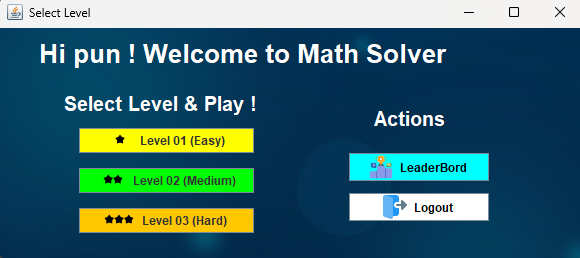 Select Level
Hi pun ! Welcome to Math Solver
Select Level & Play !
Level 01 (Easy)
Level 02 (Medium)
Level 03 (Hard)
Actions
LeaderBord
Logout